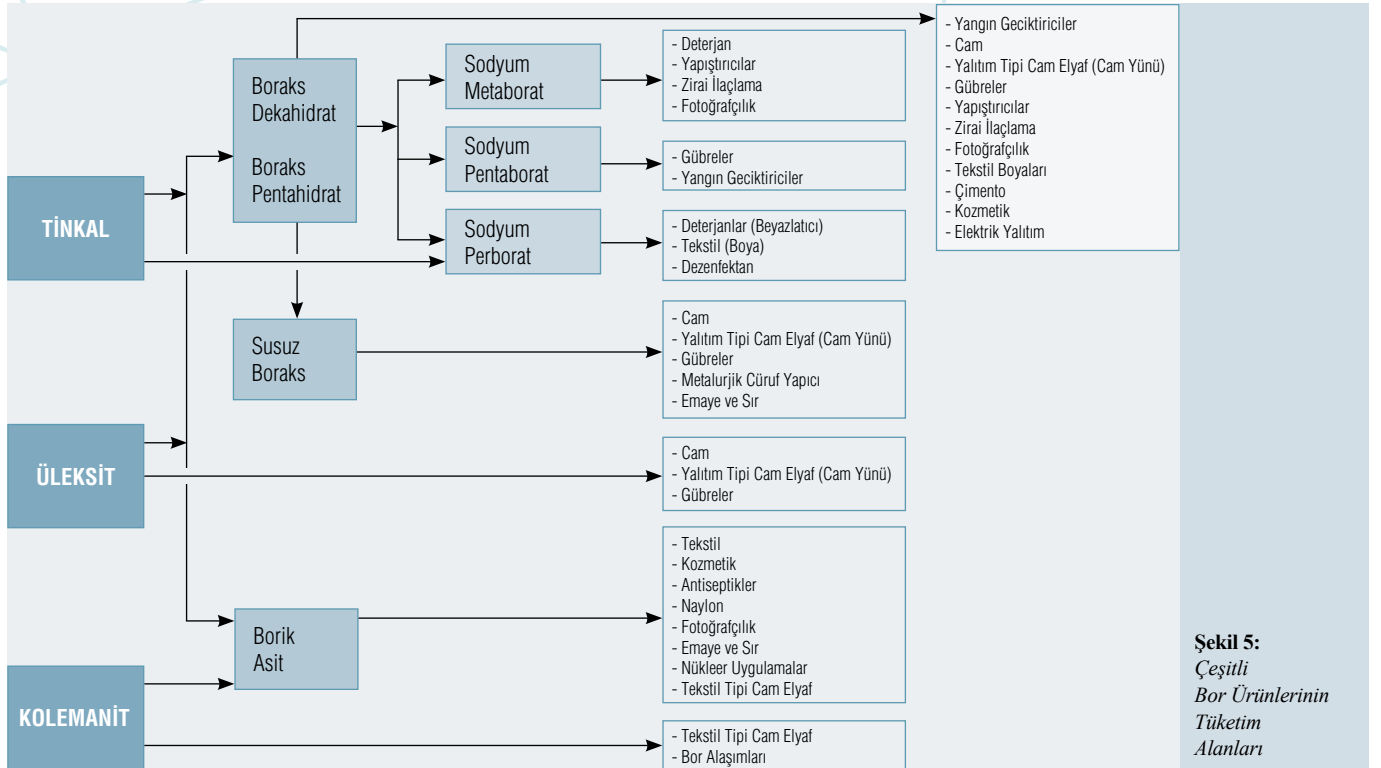 TİNKAL
ÜLEKSİT
KOLEMANİT
Boraks
Dekahidrat
Boraks
Pentahidrat
Susuz
Boraks
Borik
Asit
Sodyum
Metaborat
Sodyum
Pentaborat
Sodyum
Perborat
- Deterjan
- Yapıştırıcılar
- Zirai İlaçlama
- Fotoğrafçılık
- Gübreler
- Yangın Geciktiriciler
- Deterjanlar (Beyazlatıcı)
- Tekstil (Boya)
- Dezenfektan
- Cam
- Yalıtım Tipi Cam Elyaf (Cam Yünü)
- Gübreler
- Metalurjik Cüruf Yapıcı
- Emaye ve Sır
- Cam
- Yalıtım Tipi Cam Elyaf (Cam Yünü)
- Gübreler
- Tekstil
- Kozmetik
- Antiseptikler
- Naylon
- Fotoğrafçılık
- Emaye ve Sır
- Nükleer Uygulamalar
- Tekstil Tipi Cam Elyaf
- Tekstil Tipi Cam Elyaf
- Bor Alaşımları
- Yangın Geciktiriciler
- Cam
- Yalıtım Tipi Cam Elyaf (Cam Yünü)
- Gübreler
- Yapıştırıcılar
- Zirai İlaçlama
- Fotoğrafçılık
- Tekstil Boyaları
- Çimento
- Kozmetik
- Elektrik Yalıtım
Şekil 5:
Çeşitli
Bor Ürünlerinin
Tüketim
Alanları